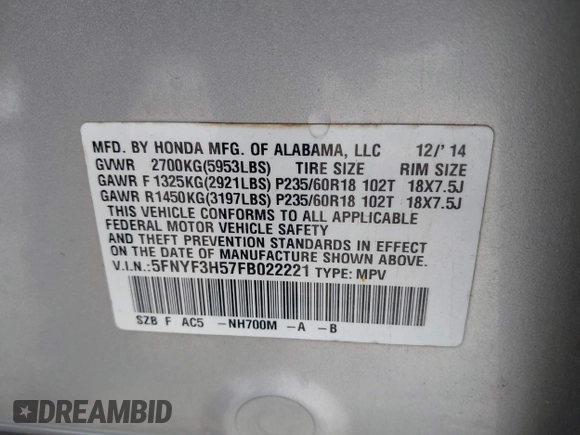 MFD. BY HONDA MFG. OF ALABAMA, LLC 12/'14
GVWR 2700KG(5953LBS) TIRE SIZE RIM SIZE
GAWR F 1325KG(2921LBS) P235/60R18 102T 18X7.5J
GAWR R1450KG(3197LBS) P235/60R18 102T 18X7.5J
THIS VEHICLE CONFORMS TO ALL APPLICABLE
FEDERAL MOTOR VEHICLE SAFETY
AND THEFT PREVENTION STANDARDS IN EFFECT
ON THE DATE OF MANUFACTURE SHOWN ABOVE.
V.I.N.:5FNYF3H57FB022221 TYPE: MPV
SZB F AC5 -NH700M -A -B
DREAMBID